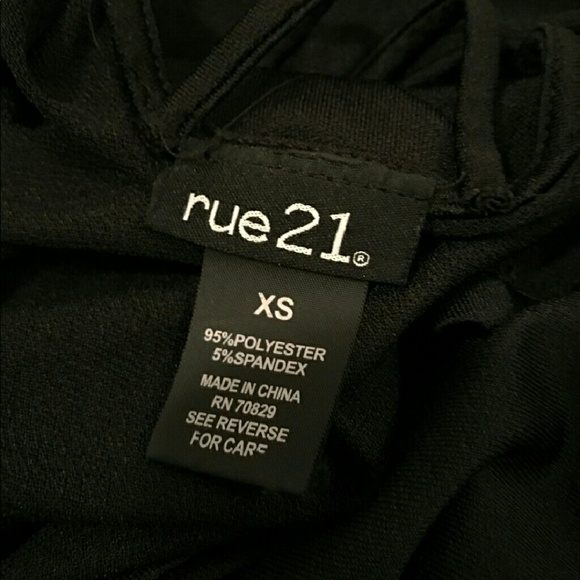 rue21®
XS
95%POLYESTER
5%SPANDEX
MADE IN CHINA
RN 70829
SEE REVERSE
FOR CARE